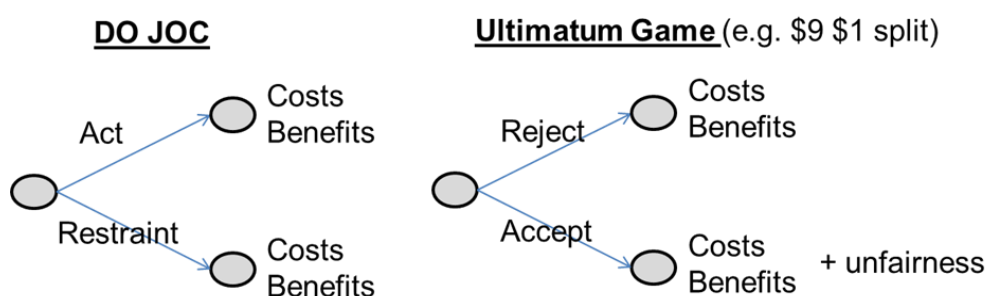 DO JOC
Act
Restraint
Costs
Benefits
Costs
Benefits
Ultimatum Game (e.g. $9 $1 split)
Reject
Accept
Costs
Benefits
Costs
Benefits
+ unfairness